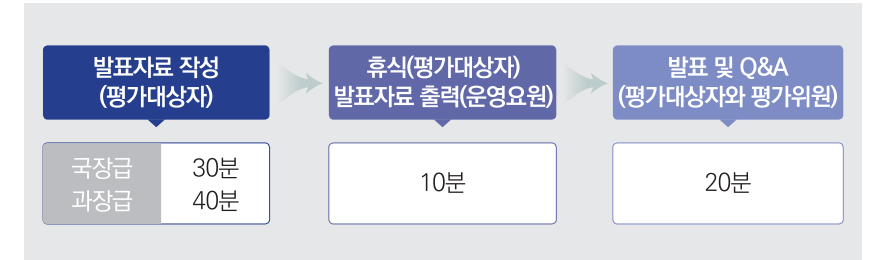 발표자료 작성
(평가대상자)
국장급 30분
과장급 40분
휴식(평가대상자)
발표자료 출력(운영요원)
10분
발표 및 Q&A
(평가대상자와 평가위원)
20분